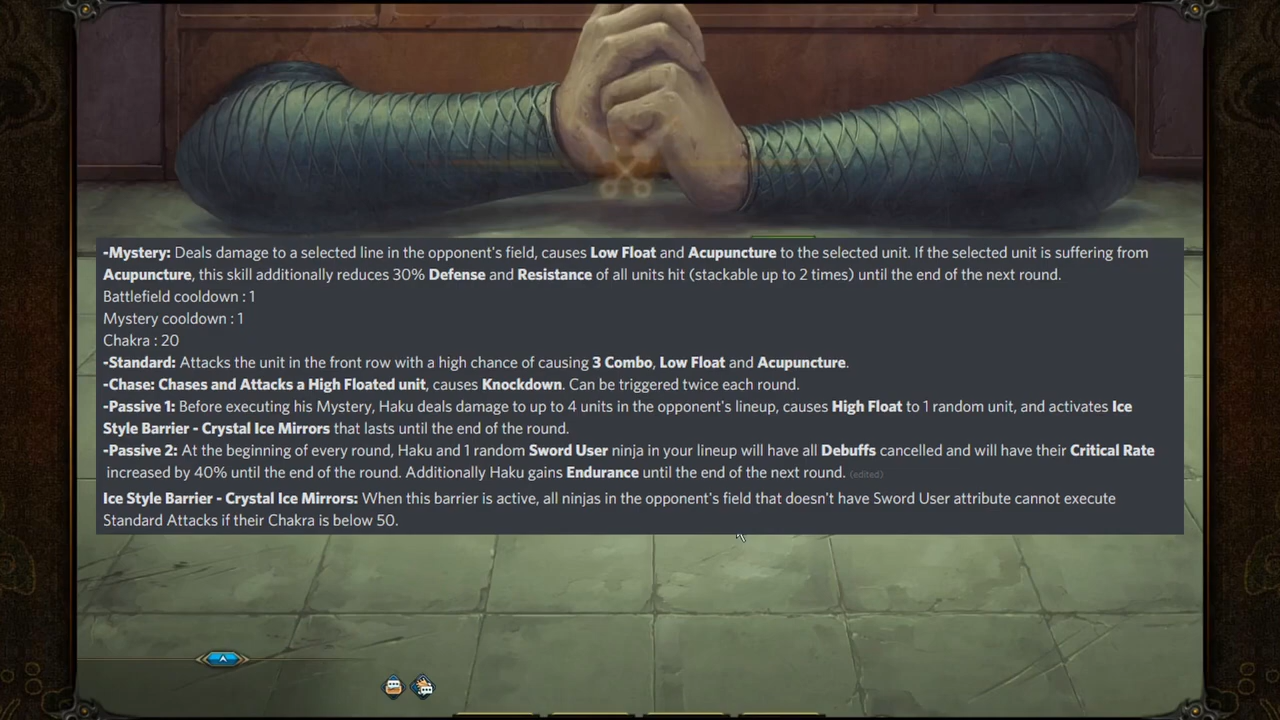 -Mystery: Deals damage to a selected line in the opponent's field, causes Low Float and Acupuncture to the selected unit. If the selected unit is suffering from
Acupuncture, this skill additionally reduces 30% Defense and Resistance of all units hit (stackable up to 2 times) until the end of the next round.
Battlefield cooldown : 1
Mystery cooldown : 1
Chakra : 20
-Standard: Attacks the unit in the front row with a high chance of causing 3 Combo, Low Float and Acupuncture.
-Chase: Chases and Attacks a High Floated unit, causes Knockdown. Can be triggered twice each round.
-Passive 1: Before executing his Mystery, Haku deals damage to up to 4 units in the opponent's lineup, causes High Float to 1 random unit, and activates Ice
Style Barrier - Crystal Ice Mirrors that lasts until the end of the round.
-Passive 2: At the beginning of every round, Haku and 1 random Sword User ninja in your lineup will have all Debuffs cancelled and will have their Critical Rate
increased by 40% until the end of the round. Additionally Haku gains Endurance until the end of the next round. (edited)
Ice Style Barrier - Crystal Ice Mirrors: When this barrier is active, all ninjas in the opponent's field that doesn't have Sword User attribute cannot execute
Standard Attacks if their Chakra is below 50.